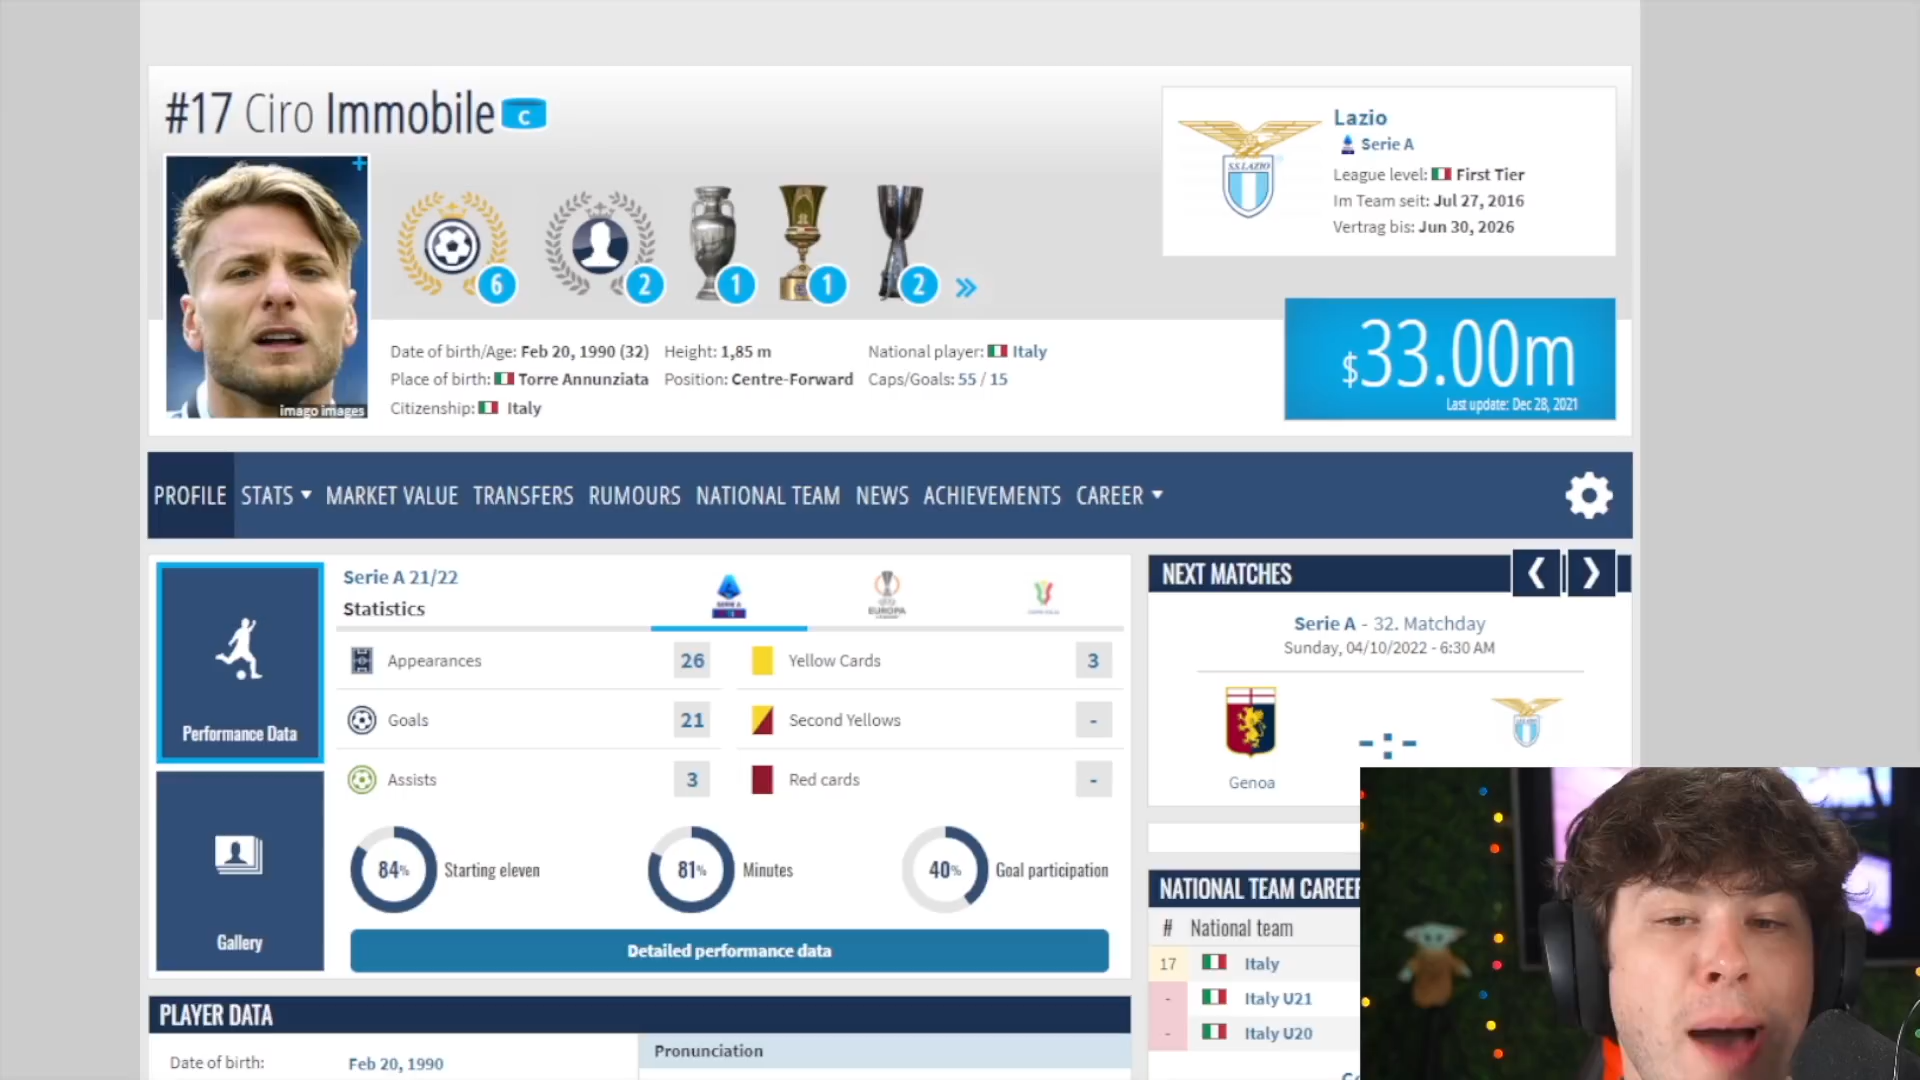 #17 Ciro Immobile C
Lazio
Serie A
League level: First Tier
Im Team seit: Jul 27, 2016
Vertrag bis: Jun 30, 2026
S.S. LAZIO
+
6
2
1
1
2
»
imago images
Date of birth/Age: Feb 20, 1990 (32)
Height: 1,85 m
National player: Italy
Place of birth: Torre Annunziata
Position: Centre-Forward
Caps/Goals: 55 / 15
Citizenship: Italy
$33.00m
Last update: Dec 28, 2021
PROFILE STATS MARKET VALUE TRANSFERS RUMOURS NATIONAL TEAM NEWS ACHIEVEMENTS CAREER
Performance Data
Gallery
Serie A 21/22
Statistics
SERIE A
EUROPA
Appearances 26
Yellow Cards 3
Goals 21
Second Yellows -
Assists 3
Red cards -
84% Starting eleven
81% Minutes
40% Goal participation
Detailed performance data
NEXT MATCHES
Serie A - 32. Matchday
Sunday, 04/10/2022 - 6:30 AM
-:-
Genoa
NATIONAL TEAM CAREER
# National team
17 Italy
- Italy U21
- Italy U20
PLAYER DATA
Date of birth: Feb 20, 1990
Pronunciation